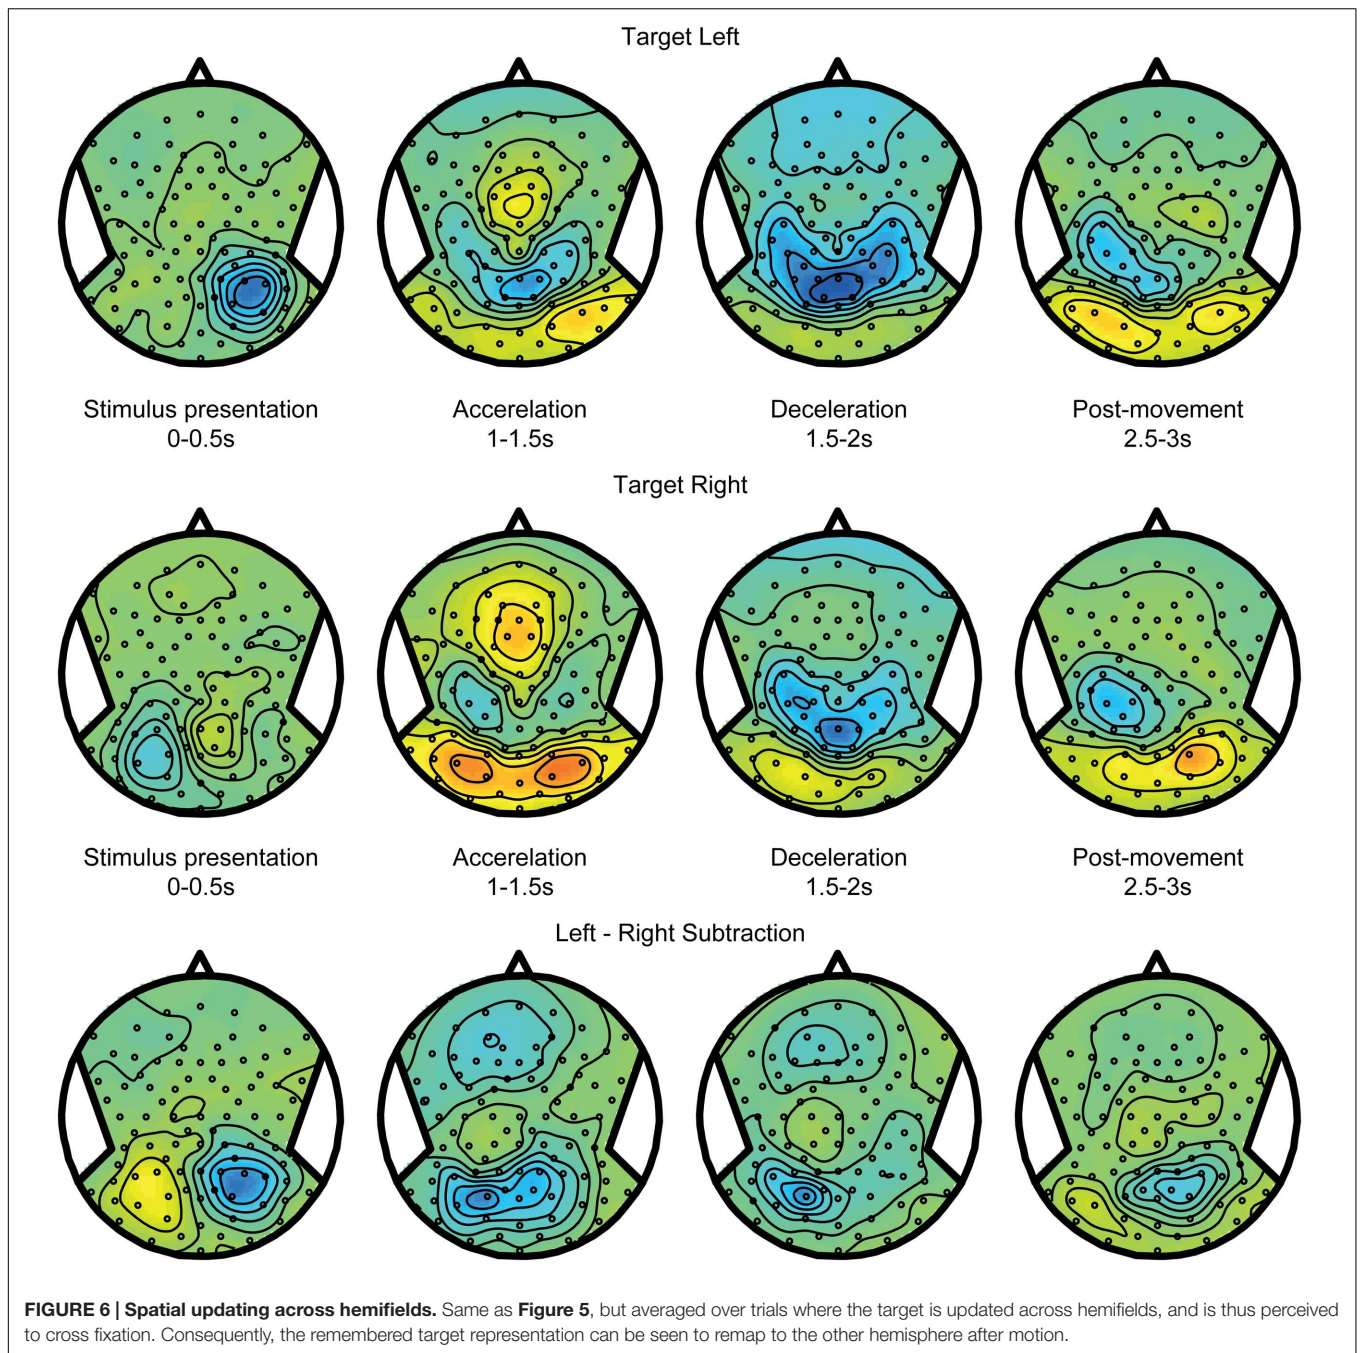 Target Left
Stimulus presentation
0-0.5s
Accerelation
1-1.5s
Deceleration
1.5-2s
Post-movement
2.5-3s
Target Right
Stimulus presentation
0-0.5s
Accerelation
1-1.5s
Deceleration
1.5-2s
Post-movement
2.5-3s
Left - Right Subtraction
FIGURE 6 | Spatial updating across hemifields. Same as Figure 5, but averaged over trials where the target is updated across hemifields, and is thus perceived
to cross fixation. Consequently, the remembered target representation can be seen to remap to the other hemisphere after motion.